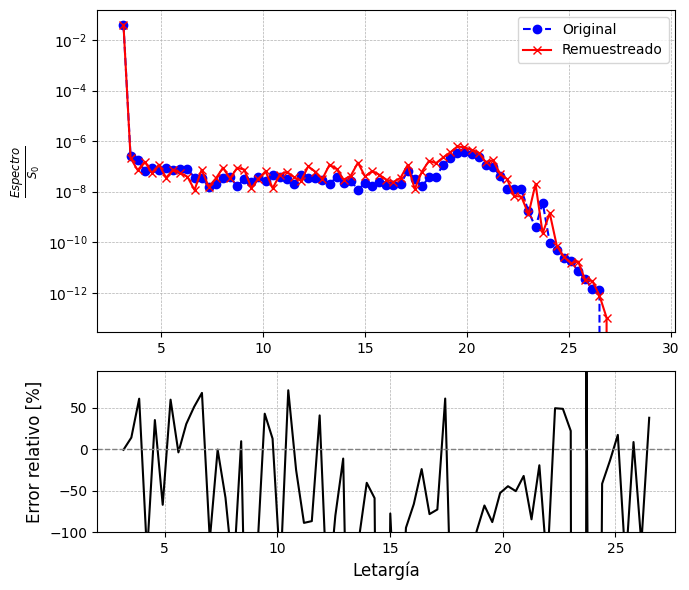 Original
Remuestreado
10^-2
10^-4
10^-6
10^-8
10^-10
10^-12
Espectro
S_0
5 10 15 20 25 30
Error relativo [%]
50
0
−50
−100
5 10 15 20 25
Letargía